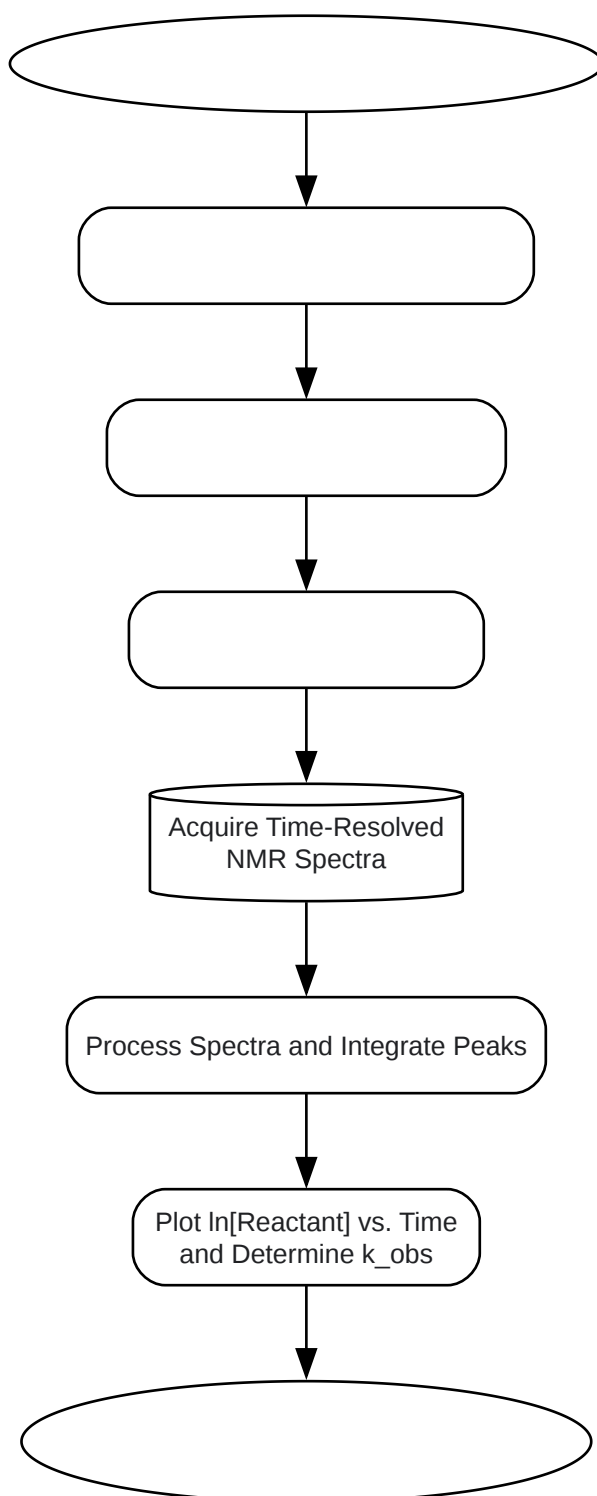 Acquire Time-Resolved
NMR Spectra
Process Spectra and Integrate Peaks
Plot ln[Reactant] vs. Time
and Determine k_obs